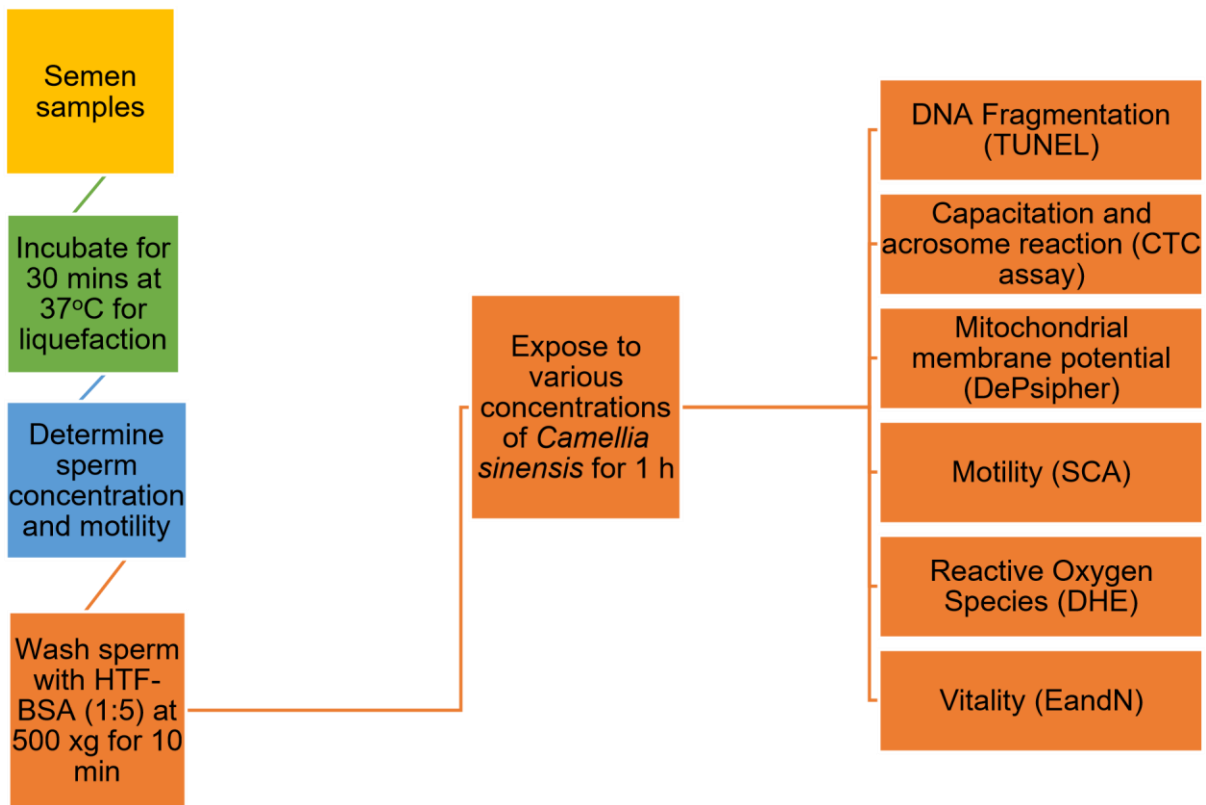 Semen
samples
Incubate for
30 mins at
37°C for
liquefaction
Determine
sperm
concentration
and motility
Wash sperm
with HTF-
BSA (1:5) at
500 xg for 10
min
Expose to
various
concentrations
of Camellia
sinensis for 1 h
DNA Fragmentation
(TUNEL)
Capacitation and
acrosome reaction (CTC
assay)
Mitochondrial
membrane potential
(DePsipher)
Motility (SCA)
Reactive Oxygen
Species (DHE)
Vitality (EandN)